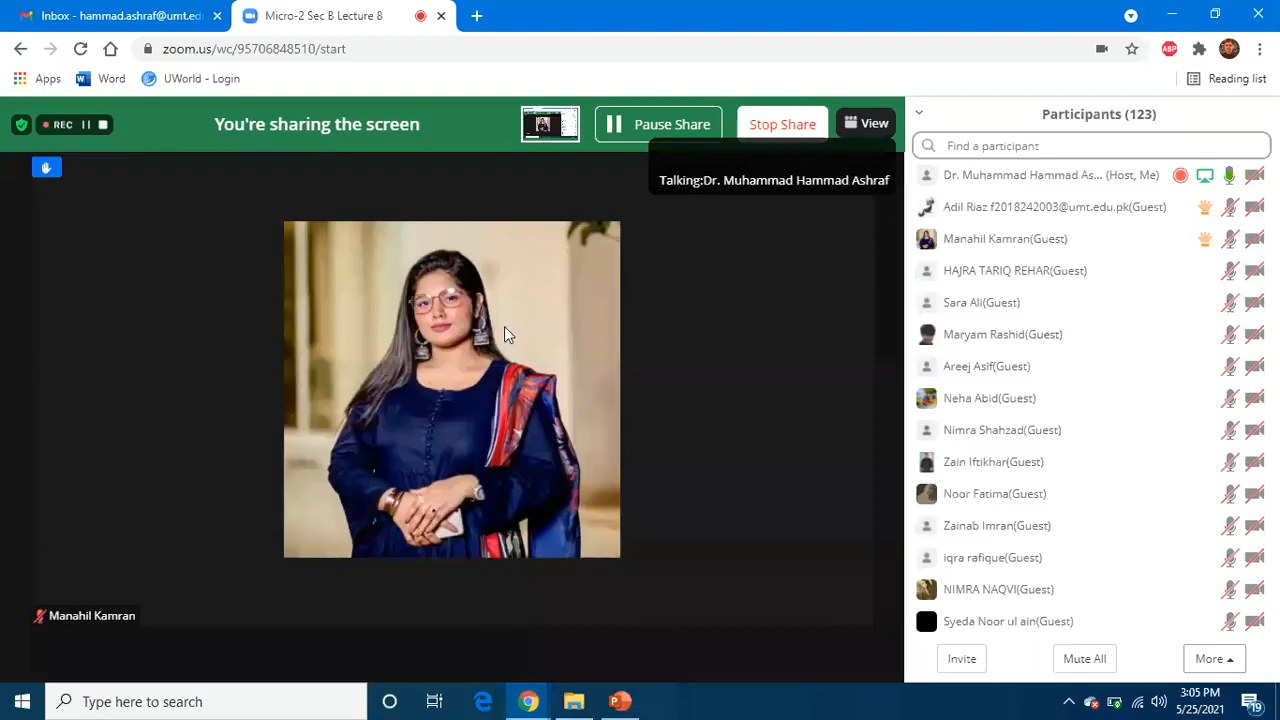 Inbox - hammad.ashraf@umt.ed
Micro-2 Sec B Lecture 8
zoom.us/wc/95706848510/start
ABP
Apps
Word
UWorld - Login
Reading list
REC
You're sharing the screen
Pause Share
Stop Share
View
Talking:Dr. Muhammad Hammad Ashraf
Manahil Kamran
Participants (123)
Find a participant
Dr. Muhammad Hammad As... (Host, Me)
Adil Riaz f2018242003@umt.edu.pk(Guest)
Manahil Kamran(Guest)
HAJRA TARIQ REHAR(Guest)
Sara Ali(Guest)
Maryam Rashid(Guest)
Areej Asif(Guest)
Neha Abid(Guest)
Nimra Shahzad(Guest)
Zain Iftikhar(Guest)
Noor Fatima(Guest)
Zainab Imran(Guest)
iqra rafique(Guest)
NIMRA NAQVI(Guest)
Syeda Noor ul ain(Guest)
Invite
Mute All
More
Type here to search
3:05 PM
5/25/2021
19